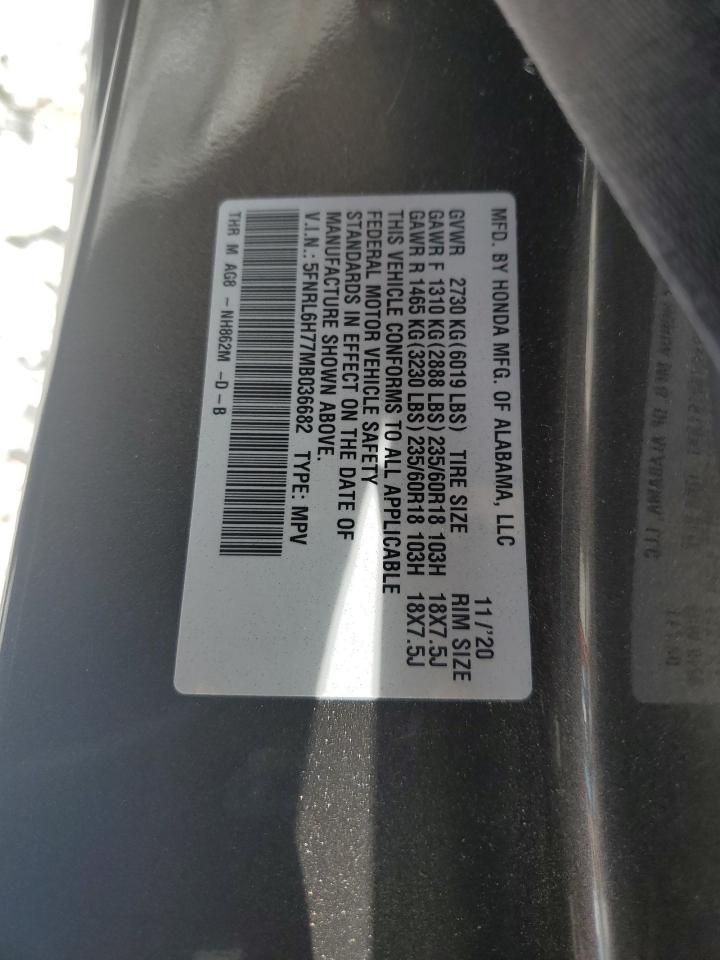 MFD. BY HONDA MFG. OF ALABAMA, LLC 11/'20
GVWR 2730 KG (6019 LBS) TIRE SIZE RIM SIZE
GAWR F 1310 KG (2888 LBS) 235/60R18 103H 18X7.5J
GAWR R 1465 KG (3230 LBS) 235/60R18 103H 18X7.5J
THIS VEHICLE CONFORMS TO ALL APPLICABLE
FEDERAL MOTOR VEHICLE SAFETY
STANDARDS IN EFFECT ON THE DATE OF
MANUFACTURE SHOWN ABOVE.
V.I.N.: 5FNRL6H77MB036682 TYPE: MPV
THR M AG8 - NH862M -D-B